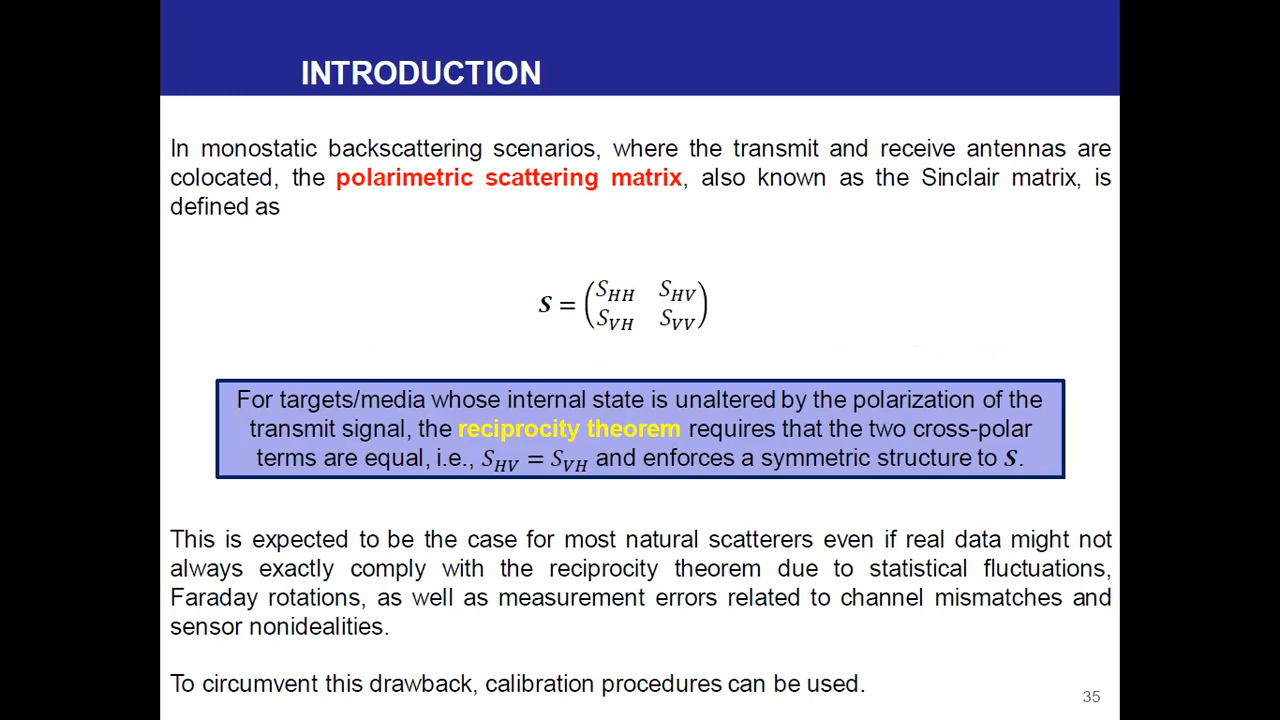 INTRODUCTION
In monostatic backscattering scenarios, where the transmit and receive antennas are
colocated, the polarimetric scattering matrix, also known as the Sinclair matrix, is
defined as
S = (S_HH S_HV
S_VH S_VV)
For targets/media whose internal state is unaltered by the polarization of the
transmit signal, the reciprocity theorem requires that the two cross-polar
terms are equal, i.e., S_HV = S_VH and enforces a symmetric structure to S.
This is expected to be the case for most natural scatterers even if real data might not
always exactly comply with the reciprocity theorem due to statistical fluctuations,
Faraday rotations, as well as measurement errors related to channel mismatches and
sensor nonidealities.
To circumvent this drawback, calibration procedures can be used.
35